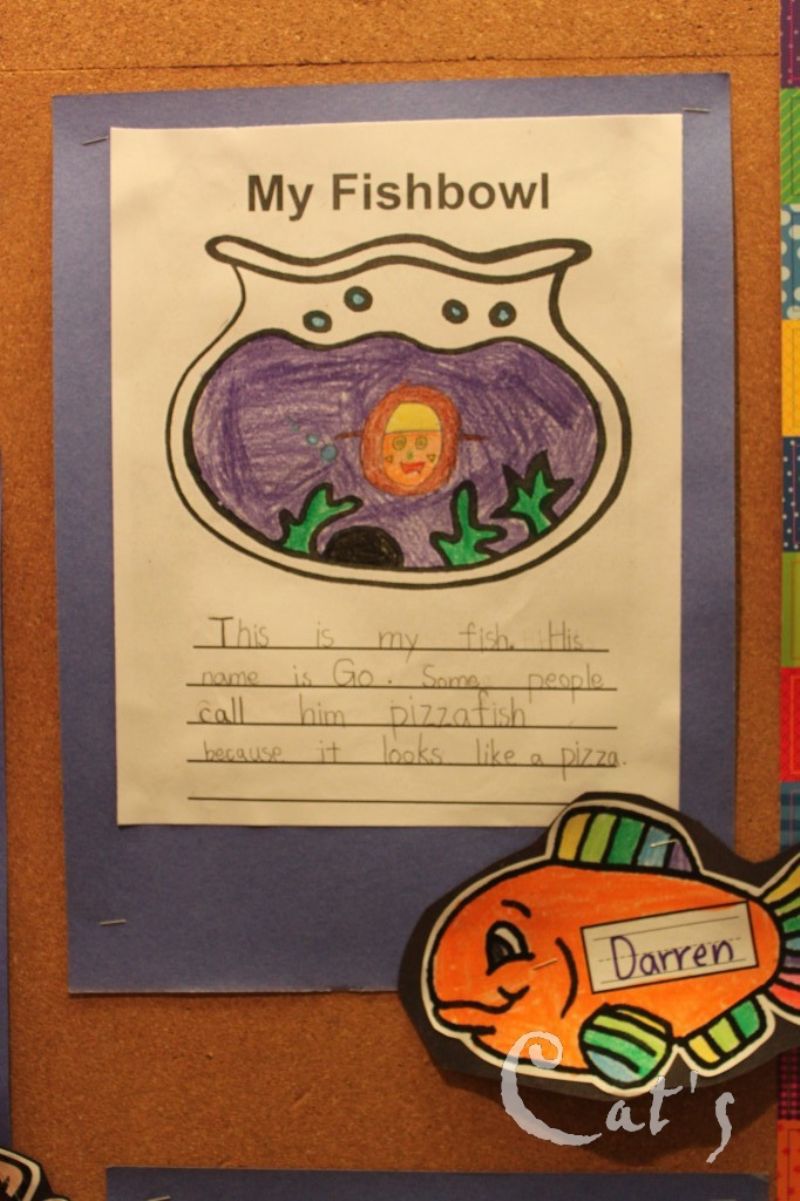 My Fishbowl
This is my fish. His
name is Go. Some people
call him pizzafish
because it looks like a pizza.
Darren
Cat's